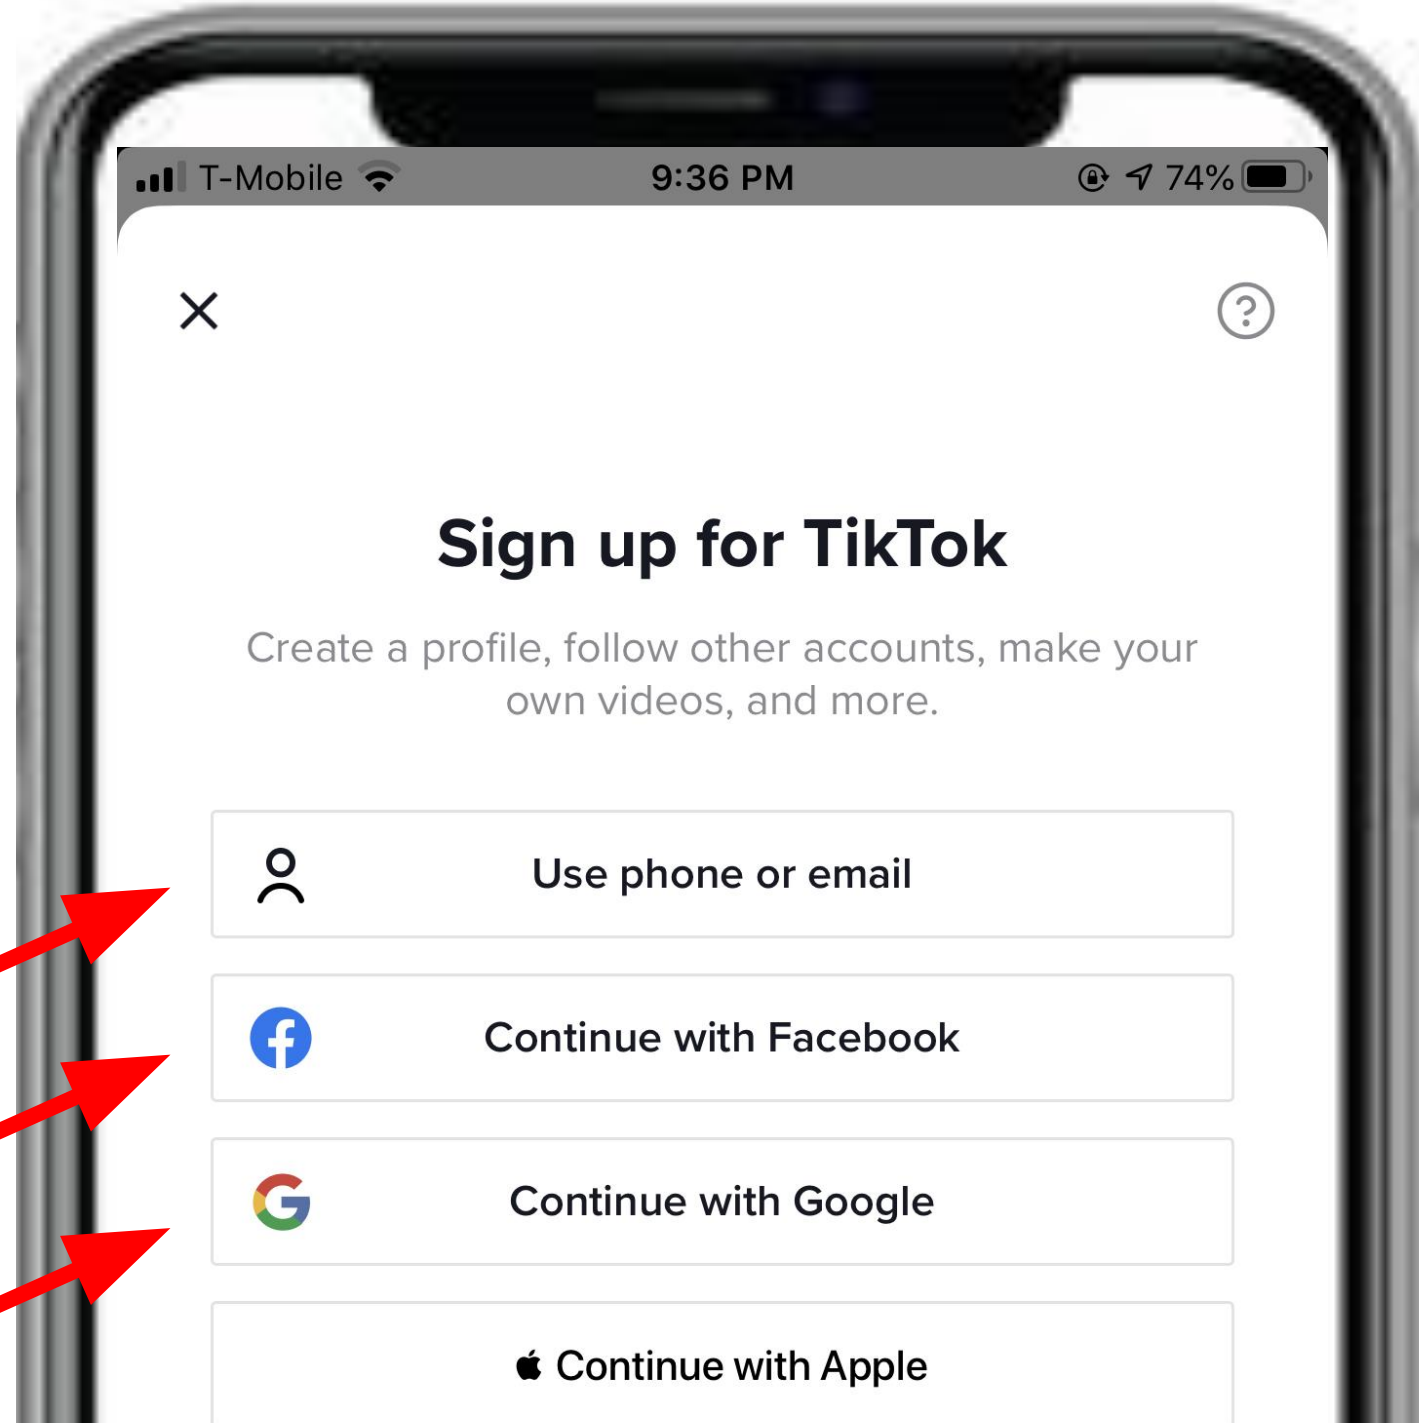 T-Mobile 9:36 PM 74%
Sign up for TikTok
Create a profile, follow other accounts, make your
own videos, and more.
Use phone or email
Continue with Facebook
Continue with Google
Continue with Apple